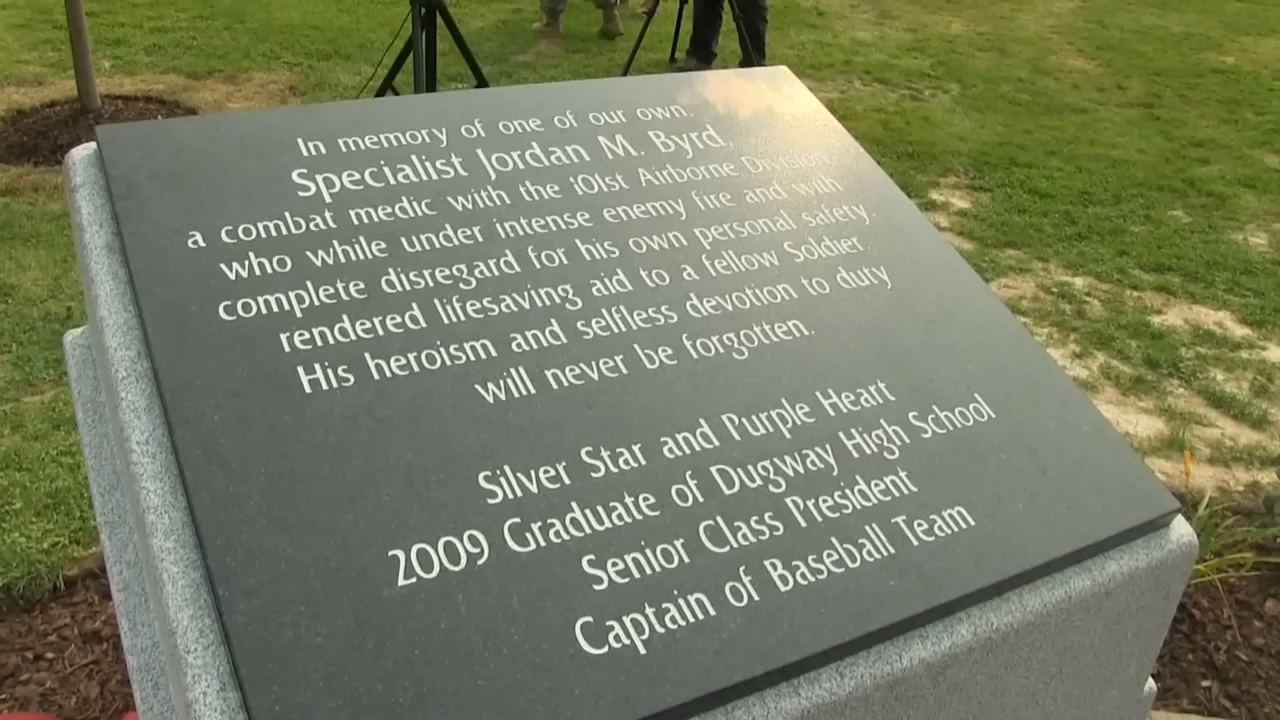 In memory of one of our own,
Specialist Jordan M. Byrd,
a combat medic with the 101st Airborne Division,
who while under intense enemy fire and with
complete disregard for his own personal safety,
rendered lifesaving aid to a fellow Soldier.
His heroism and selfless devotion to duty
will never be forgotten.
Silver Star and Purple Heart
2009 Graduate of Dugway High School
Senior Class President
Captain of Baseball Team